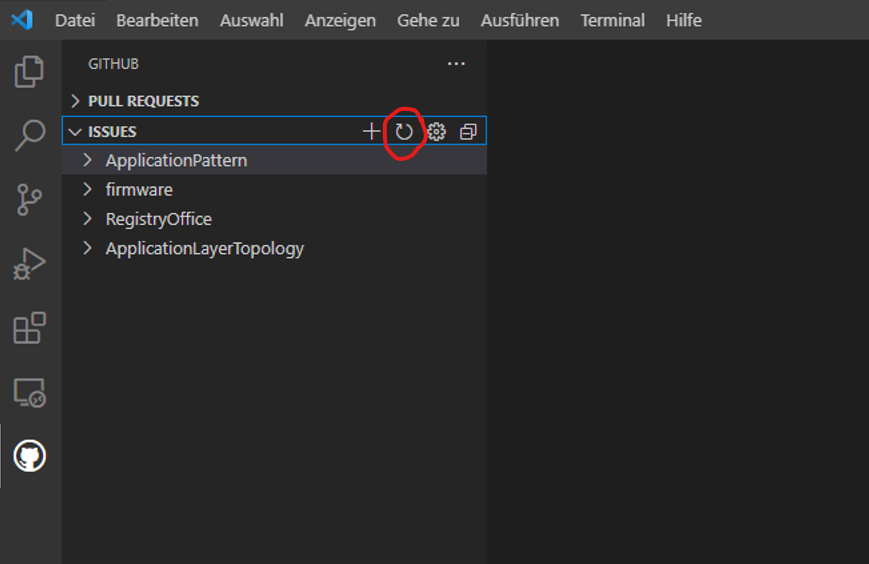 Datei Bearbeiten Auswahl Anzeigen Gehe zu Ausführen Terminal Hilfe
GITHUB
PULL REQUESTS
ISSUES
ApplicationPattern
firmware
RegistryOffice
ApplicationLayerTopology